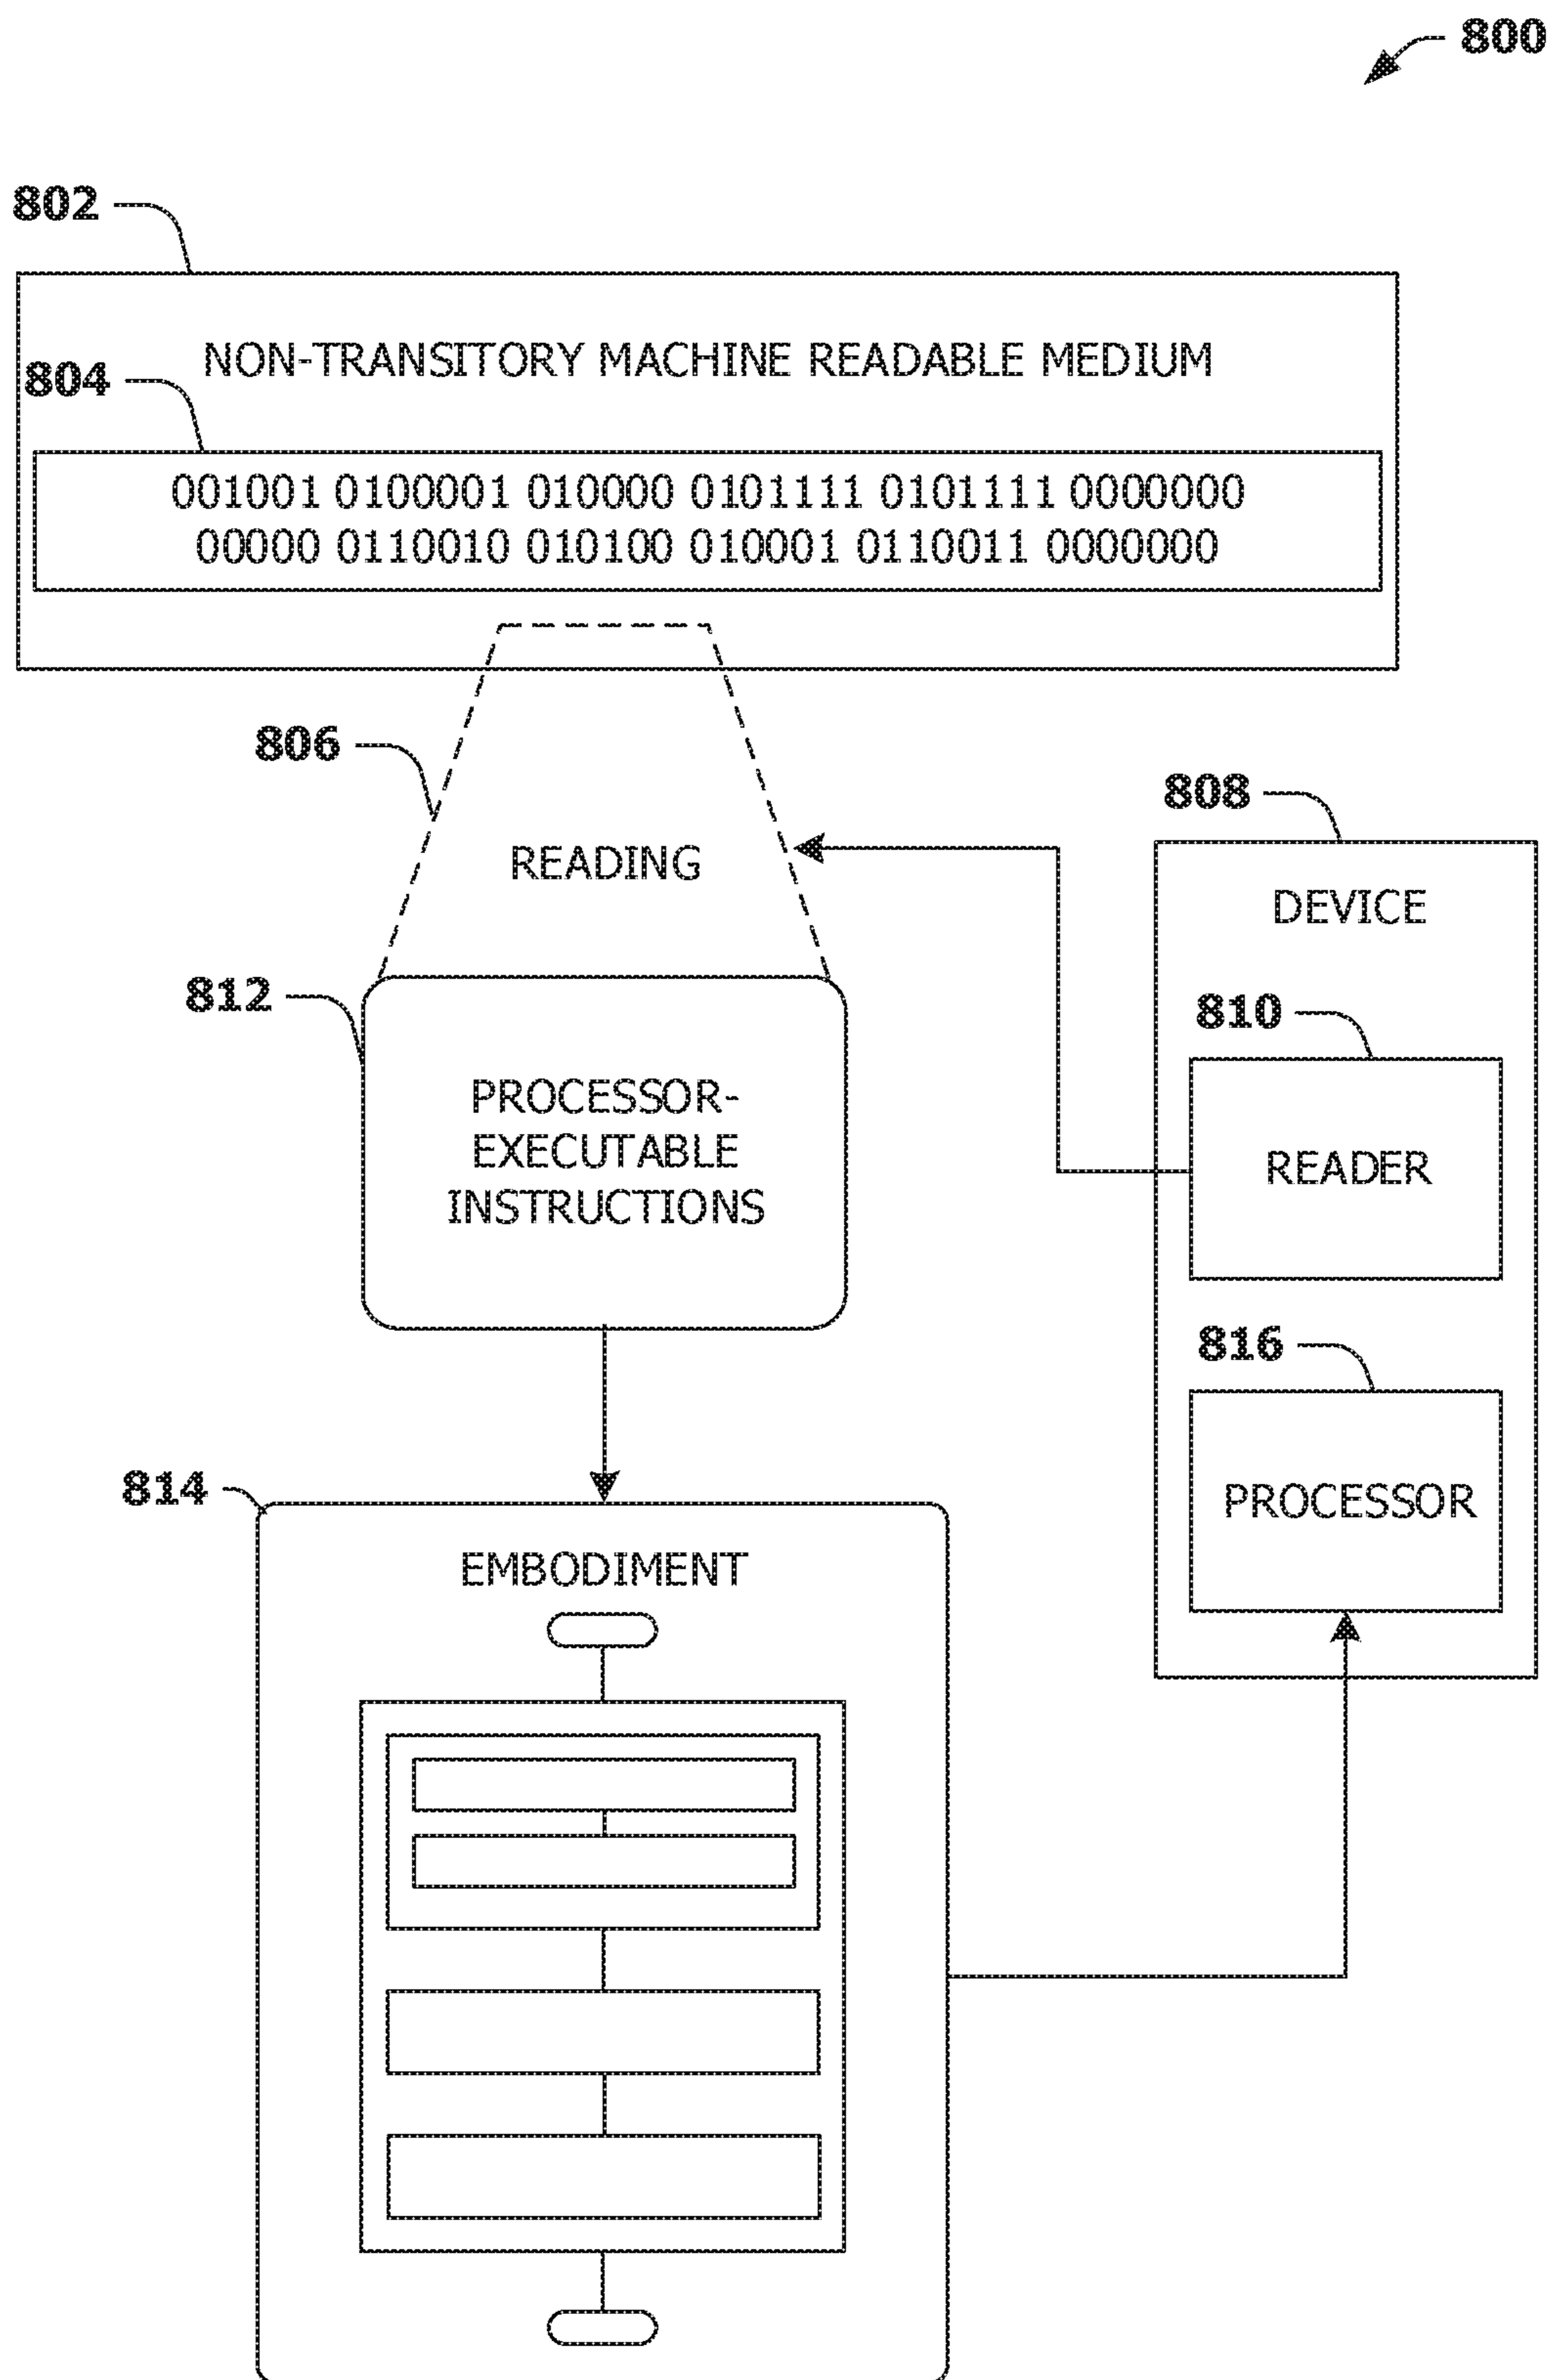 800
802
NON-TRANSITORY MACHINE READABLE MEDIUM
804
001001 0100001 010000 0101111 0101111 0000000
00000 0110010 010100 010001 0110011 0000000
806
READING
808
DEVICE
810
READER
812
PROCESSOR-
EXECUTABLE
INSTRUCTIONS
816
PROCESSOR
814
EMBODIMENT